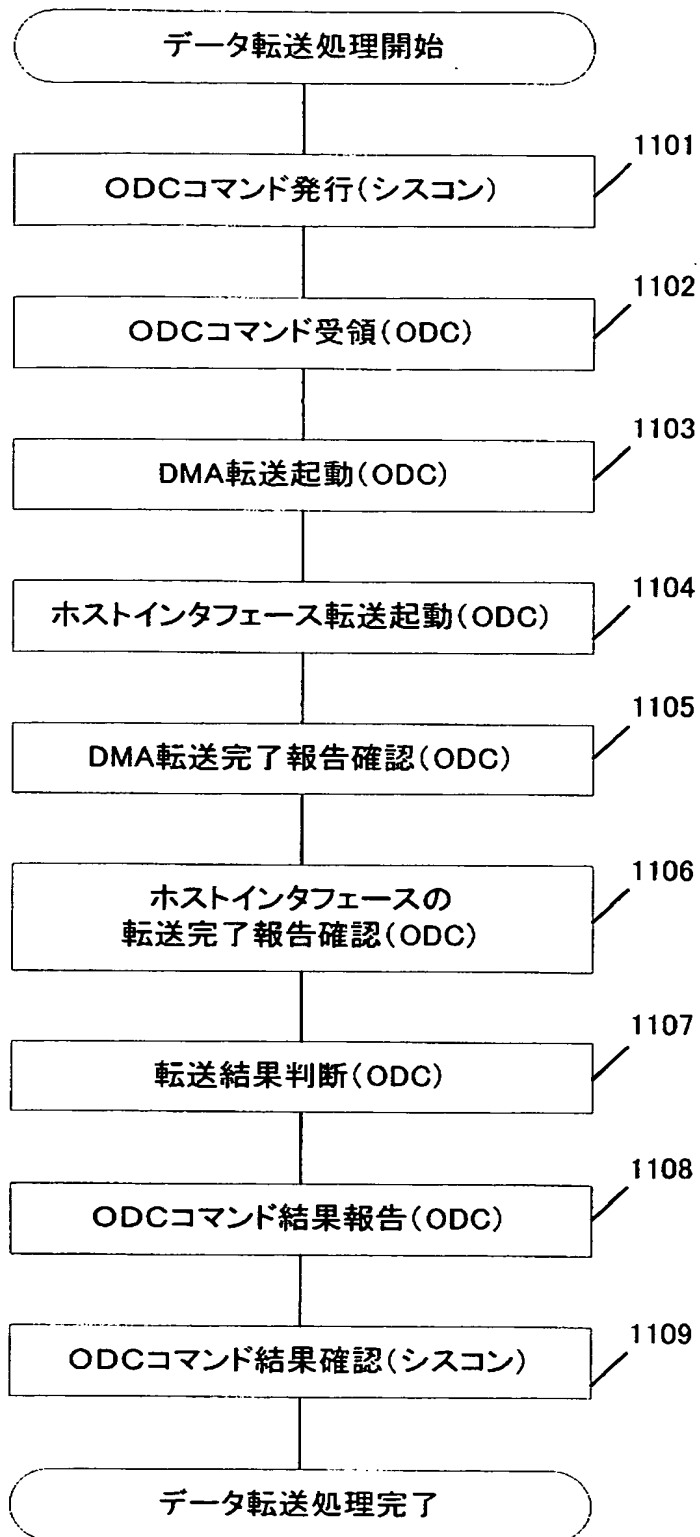 データ転送処理開始
1101
ODCコマンド発行(シスコン)
1102
ODCコマンド受領(ODC)
1103
DMA転送起動(ODC)
1104
ホストインタフェース転送起動(ODC)
1105
DMA転送完了報告確認(ODC)
1106
ホストインタフェースの
転送完了報告確認(ODC)
1107
転送結果判断(ODC)
1108
ODCコマンド結果報告(ODC)
1109
ODCコマンド結果確認(シスコン)
データ転送処理完了